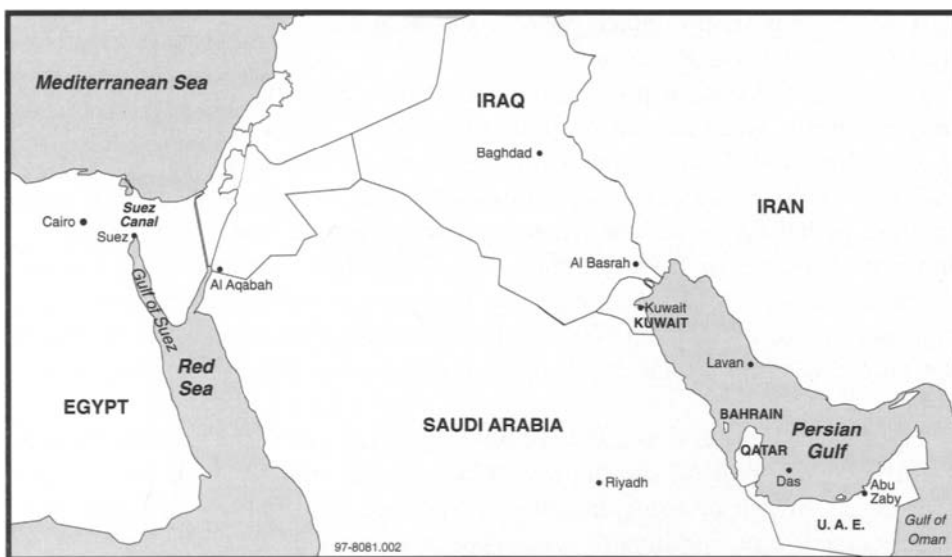 Mediterranean Sea
IRAQ
Baghdad
IRAN
Cairo
Suez
Canal
Suez
Al Aqabah
Gulf of Suez
Al Basrah
Kuwait
KUWAIT
Red
Sea
Lavan
EGYPT
SAUDI ARABIA
BAHRAIN
QATAR
Persian
Gulf
Das
Riyadh
Abu
Zaby
U. A. E.
Gulf of
Oman
97-8081.002